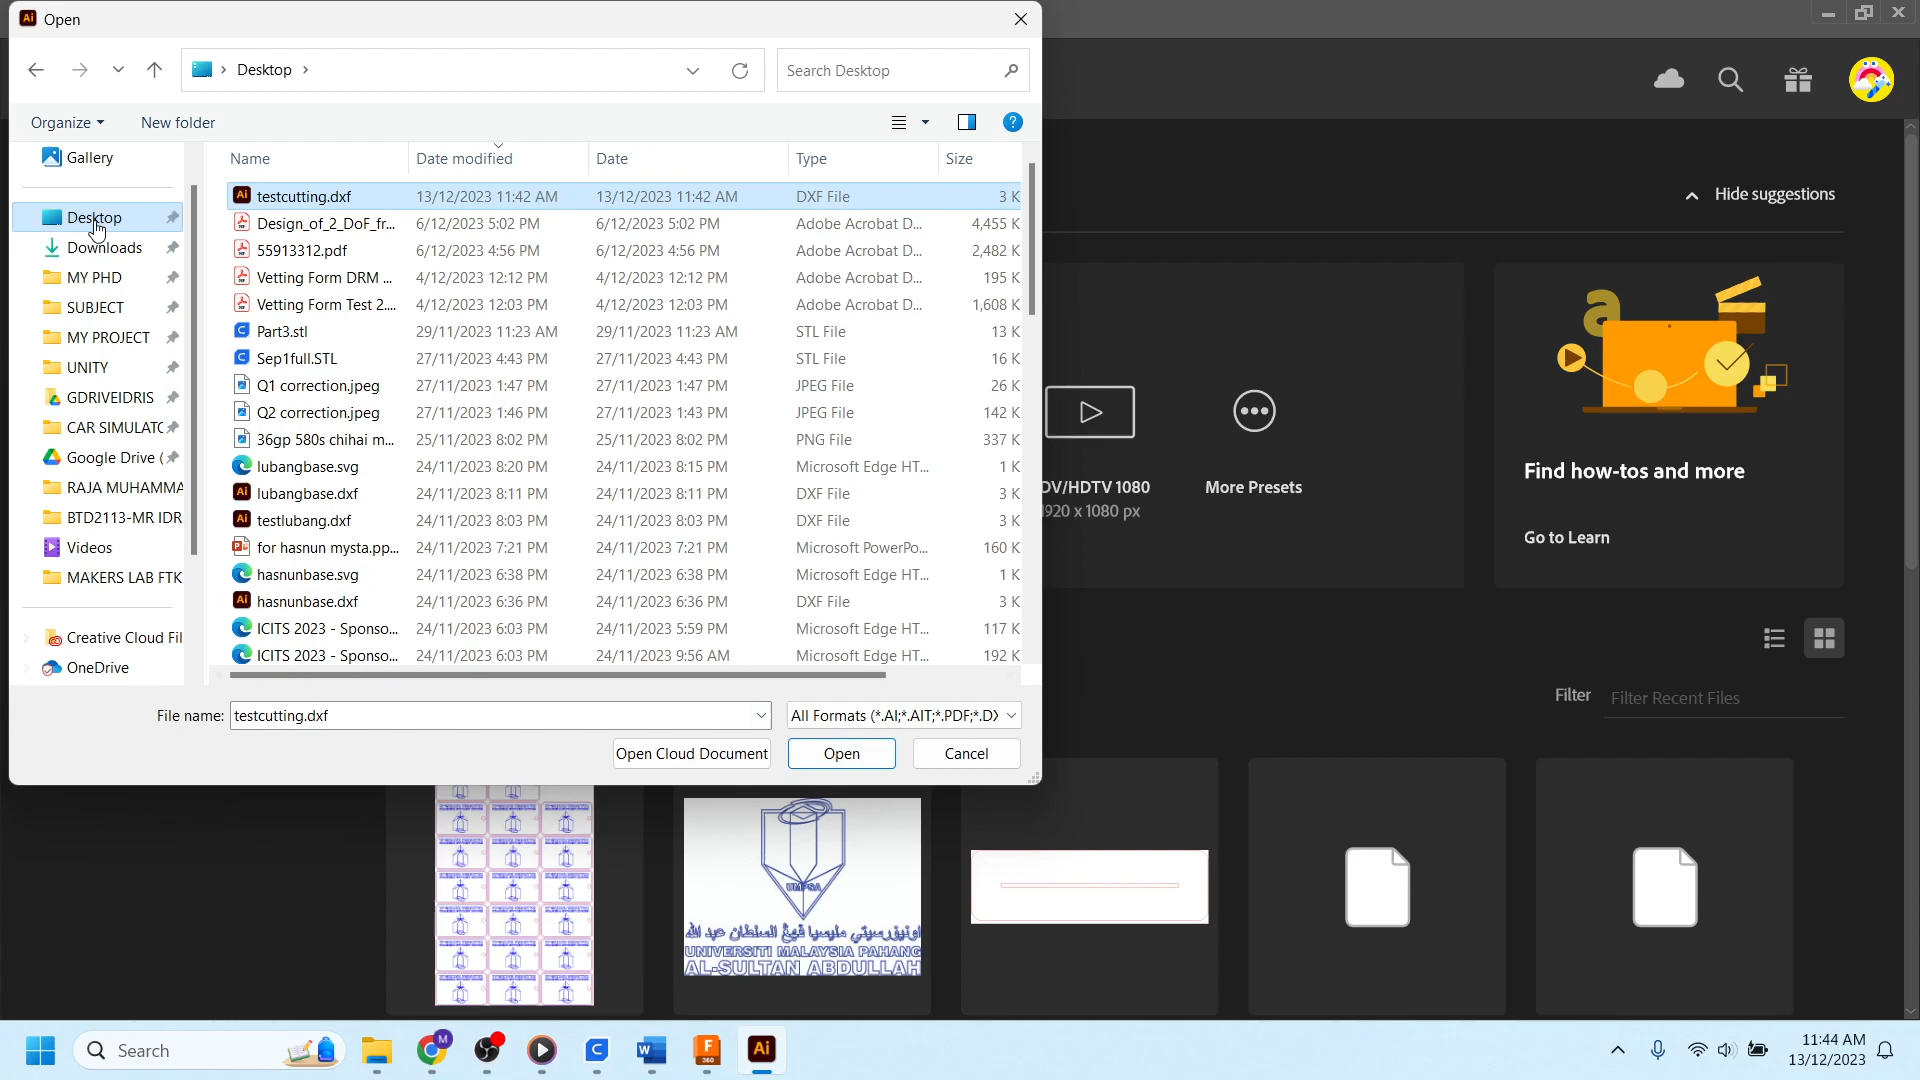 Ai Open
Desktop
Search Desktop
Organize
New folder
Gallery
Desktop
Downloads
MY PHD
SUBJECT
MY PROJECT
UNITY
GDRIVEIDRIS
CAR SIMULATO
Google Drive (
RAJA MUHAMMA
BTD2113-MR IDR
Videos
MAKERS LAB FTK
Creative Cloud Fil
OneDrive
Name Date modified Date Type Size
testcutting.dxf 13/12/2023 11:42 AM 13/12/2023 11:42 AM DXF File 3 K
Design_of_2_DoF_fr... 6/12/2023 5:02 PM 6/12/2023 5:02 PM Adobe Acrobat D... 4,455 K
55913312.pdf 6/12/2023 4:56 PM 6/12/2023 4:56 PM Adobe Acrobat D... 2,482 K
Vetting Form DRM ... 4/12/2023 12:12 PM 4/12/2023 12:12 PM Adobe Acrobat D... 195 K
Vetting Form Test 2.... 4/12/2023 12:03 PM 4/12/2023 12:03 PM Adobe Acrobat D... 1,608 K
Part3.stl 29/11/2023 11:23 AM 29/11/2023 11:23 AM STL File 13 K
Sep1full.STL 27/11/2023 4:43 PM 27/11/2023 4:43 PM STL File 16 K
Q1 correction.jpeg 27/11/2023 1:47 PM 27/11/2023 1:47 PM JPEG File 26 K
Q2 correction.jpeg 27/11/2023 1:46 PM 27/11/2023 1:43 PM JPEG File 142 K
36gp 580s chihai m... 25/11/2023 8:02 PM 25/11/2023 8:02 PM PNG File 337 K
lubangbase.svg 24/11/2023 8:20 PM 24/11/2023 8:15 PM Microsoft Edge HT... 1 K
lubangbase.dxf 24/11/2023 8:11 PM 24/11/2023 8:11 PM DXF File 3 K
testlubang.dxf 24/11/2023 8:03 PM 24/11/2023 8:03 PM DXF File 3 K
for hasnun mysta.pp... 24/11/2023 7:21 PM 24/11/2023 7:21 PM Microsoft PowerPo... 160 K
hasnunbase.svg 24/11/2023 6:38 PM 24/11/2023 6:38 PM Microsoft Edge HT... 1 K
hasnunbase.dxf 24/11/2023 6:36 PM 24/11/2023 6:36 PM DXF File 3 K
ICITS 2023 - Sponso... 24/11/2023 6:03 PM 24/11/2023 5:59 PM Microsoft Edge HT... 117 K
ICITS 2023 - Sponso... 24/11/2023 6:03 PM 24/11/2023 9:56 AM Microsoft Edge HT... 192 K
File name: testcutting.dxf All Formats (*.AI;*.AIT;*.PDF;*.DX
Open Cloud Document Open Cancel
Hide suggestions
DV/HDTV 1080
1920 x 1080 px
More Presets
Find how-tos and more
Go to Learn
Filter Filter Recent Files
UMPSA
اونيۏرسيتي مليسيا ڤهڠ السلطان عبد الله
UNIVERSITI MALAYSIA PAHANG
AL-SULTAN ABDULLAH
Search
11:44 AM
13/12/2023